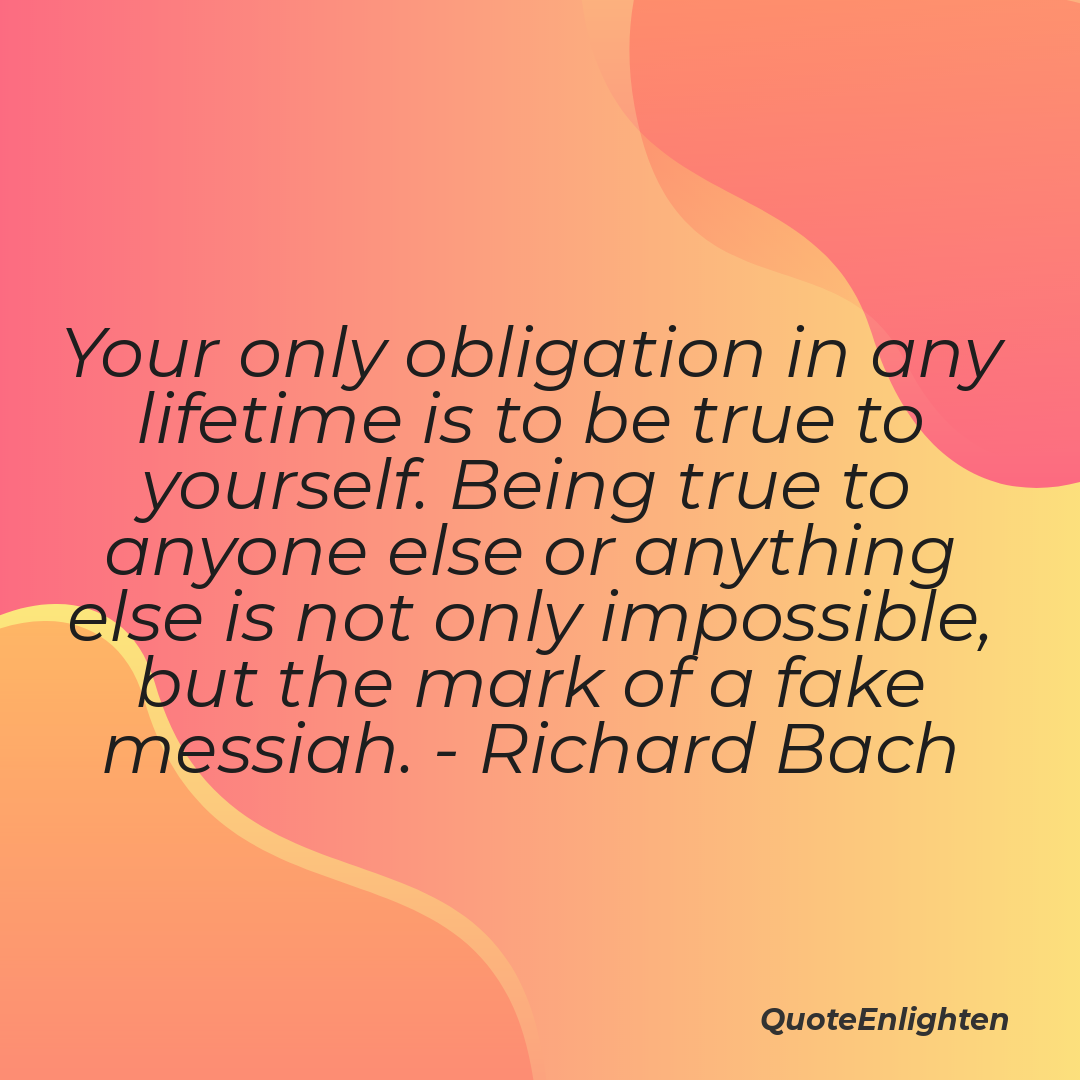 Your only obligation in any
lifetime is to be true to
yourself. Being true to
anyone else or anything
else is not only impossible,
but the mark of a fake
messiah. - Richard Bach
QuoteEnlighten